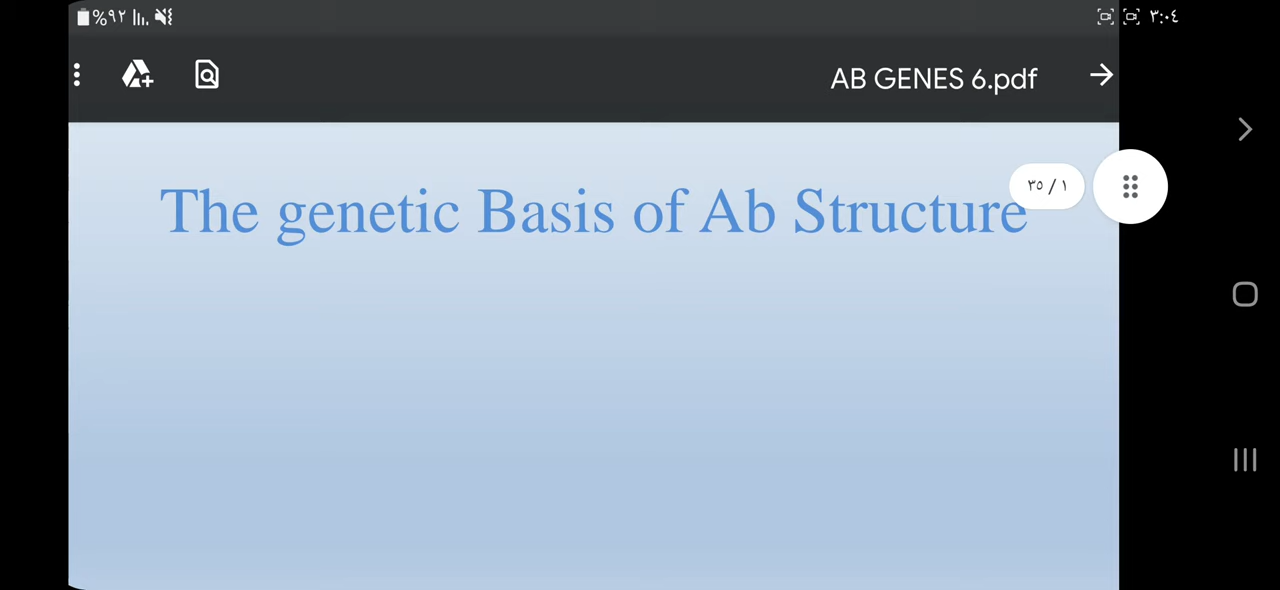 %٩٢
٣:٠٤
AB GENES 6.pdf
The genetic Basis of Ab Structure
٣٥ / ١